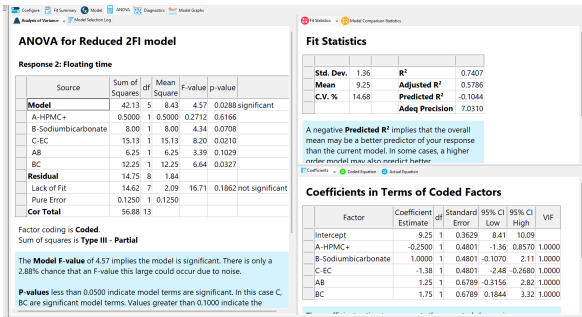 Configure Fit Summary Model ANOVA Diagnostics Model Graphs
Analysis of Variance Model Selection Log
ANOVA for Reduced 2FI model
Response 2: Floating time
Source Sum of Squares df Mean Square F-value p-value
Model 42.13 5 8.43 4.57 0.0288 significant
A-HPMC+ 0.5000 1 0.5000 0.2712 0.6166
B-Sodiumbicarbonate 8.00 1 8.00 4.34 0.0708
C-EC 15.13 1 15.13 8.20 0.0210
AB 6.25 1 6.25 3.39 0.1029
BC 12.25 1 12.25 6.64 0.0327
Residual 14.75 8 1.84
Lack of Fit 14.62 7 2.09 16.71 0.1862 not significant
Pure Error 0.1250 1 0.1250
Cor Total 56.88 13
Factor coding is Coded.
Sum of squares is Type III - Partial
The Model F-value of 4.57 implies the model is significant. There is only a
2.88% chance that an F-value this large could occur due to noise.
P-values less than 0.0500 indicate model terms are significant. In this case C,
BC are significant model terms. Values greater than 0.1000 indicate the
Fit Statistics Model Comparison Statistics
Fit Statistics
Std. Dev. 1.36 R² 0.7407
Mean 9.25 Adjusted R² 0.5786
C.V. % 14.68 Predicted R² -0.1044
Adeq Precision 7.0310
A negative Predicted R² implies that the overall
mean may be a better predictor of your response
than the current model. In some cases, a higher
order model may also predict better.
Coefficients Coded Equation Actual Equation
Coefficients in Terms of Coded Factors
Factor Coefficient Estimate df Standard Error 95% CI Low 95% CI High VIF
Intercept 9.25 1 0.3629 8.41 10.09
A-HPMC+ -0.2500 1 0.4801 -1.36 0.8570 1.0000
B-Sodiumbicarbonate 1.0000 1 0.4801 -0.1070 2.11 1.0000
C-EC -1.38 1 0.4801 -2.48 -0.2680 1.0000
AB 1.25 1 0.6789 -0.3156 2.82 1.0000
BC 1.75 1 0.6789 0.1844 3.32 1.0000